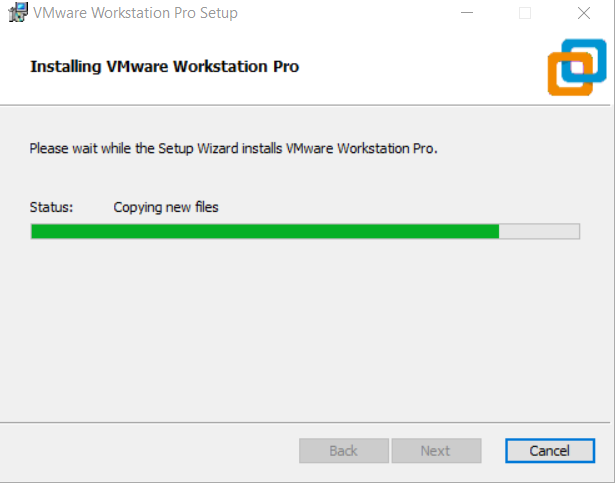 VMware Workstation Pro Setup
Installing VMware Workstation Pro
Please wait while the Setup Wizard installs VMware Workstation Pro.
Status: Copying new files
Back Next Cancel